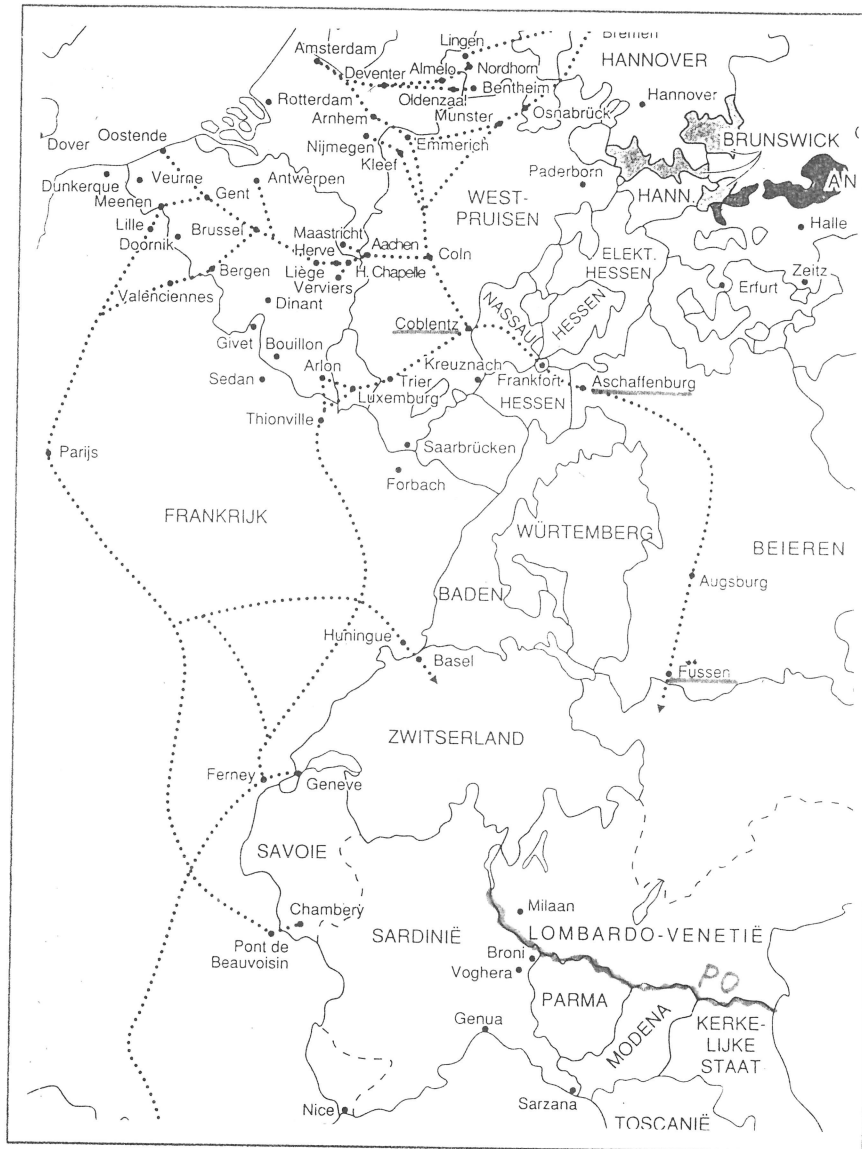 Bremen
Lingen
HANNOVER
Amsterdam
Almelo
Nordhorn
Deventer
Bentheim
Hannover
Oldenzaal
Rotterdam
Munster
Osnabrück
Arnhem
BRUNSWICK
Oostende
Dover
Nijmegen
Emmerich
Kleef
Paderborn
Veurne
Antwerpen
Dunkerque
HANN.
AN
Meenen
Gent
WEST-
PRUISEN
Lille
Brussel
Maastricht
Halle
Doornik
Herve
Aachen
Coln
ELEKT.
HESSEN
Bergen
Liège
H. Chapelle
Zeitz
Verviers
Erfurt
Valenciennes
Dinant
NASSAUL
HESSEN
Coblentz
Givet
Bouillon
Arlon
Kreuznach
Sedan
Trier
Frankfort
Aschaffenburg
Luxemburg
HESSEN
Thionville
Saarbrücken
Parijs
Forbach
FRANKRIJK
WÜRTEMBERG
BEIEREN
Augsburg
BADEN
Huningue
Basel
Füssen
ZWITSERLAND
Ferney
Geneve
SAVOIE
Chambery
Milaan
SARDINIË
LOMBARDO-VENETIË
Pont de
Beauvoisin
Broni
PO
Voghera
PARMA
Genua
MODENA
KERKE-
LIJKE
STAAT
Nice
Sarzana
TOSCANIË